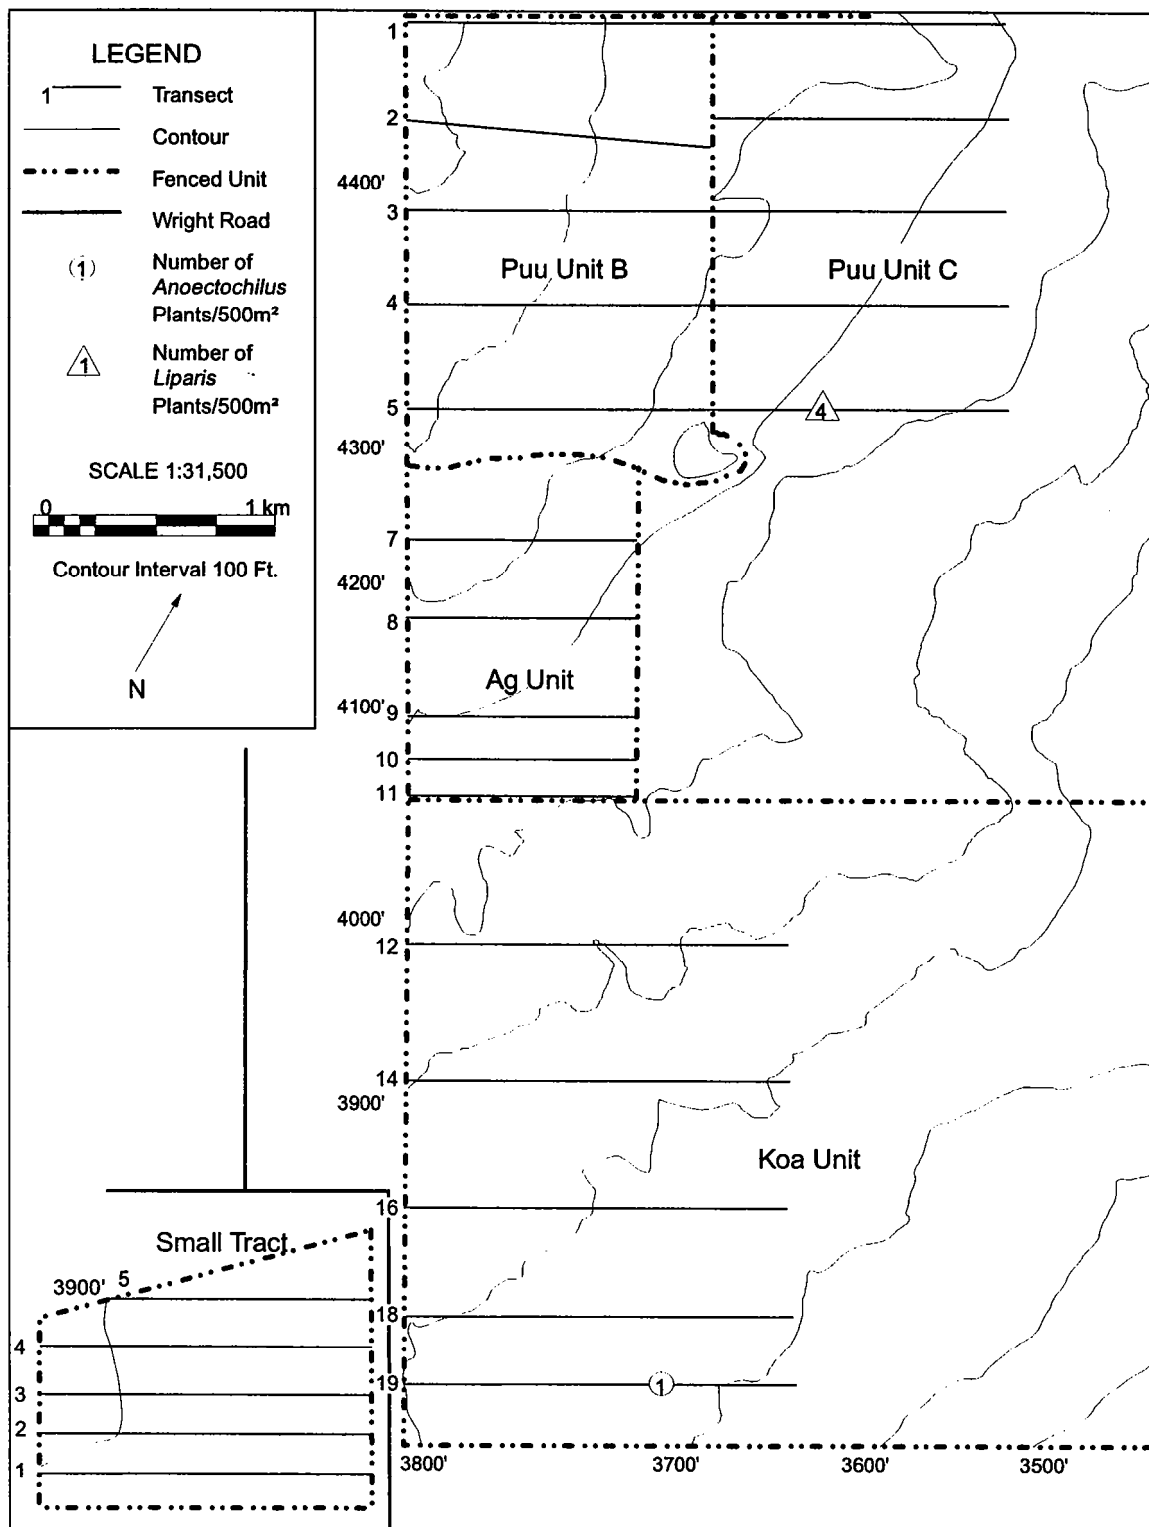 LEGEND
1 Transect
Contour
Fenced Unit
Wright Road
(1) Number of
Anoectochilus
Plants/500m²
1 Number of
Liparis
Plants/500m²
SCALE 1:31,500
0 1 km
Contour Interval 100 Ft.
N
1
2
4400'
3
Puu Unit B Puu Unit C
4
5 4
4300'
7
4200'
8
Ag Unit
4100' 9
10
11
4000'
12
14
3900'
Koa Unit
16
Small Tract
3900' 5
18
4
19 1
3
2
1
3800' 3700' 3600' 3500'